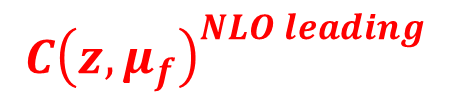 C(z, μ_f)^{NLO leading}